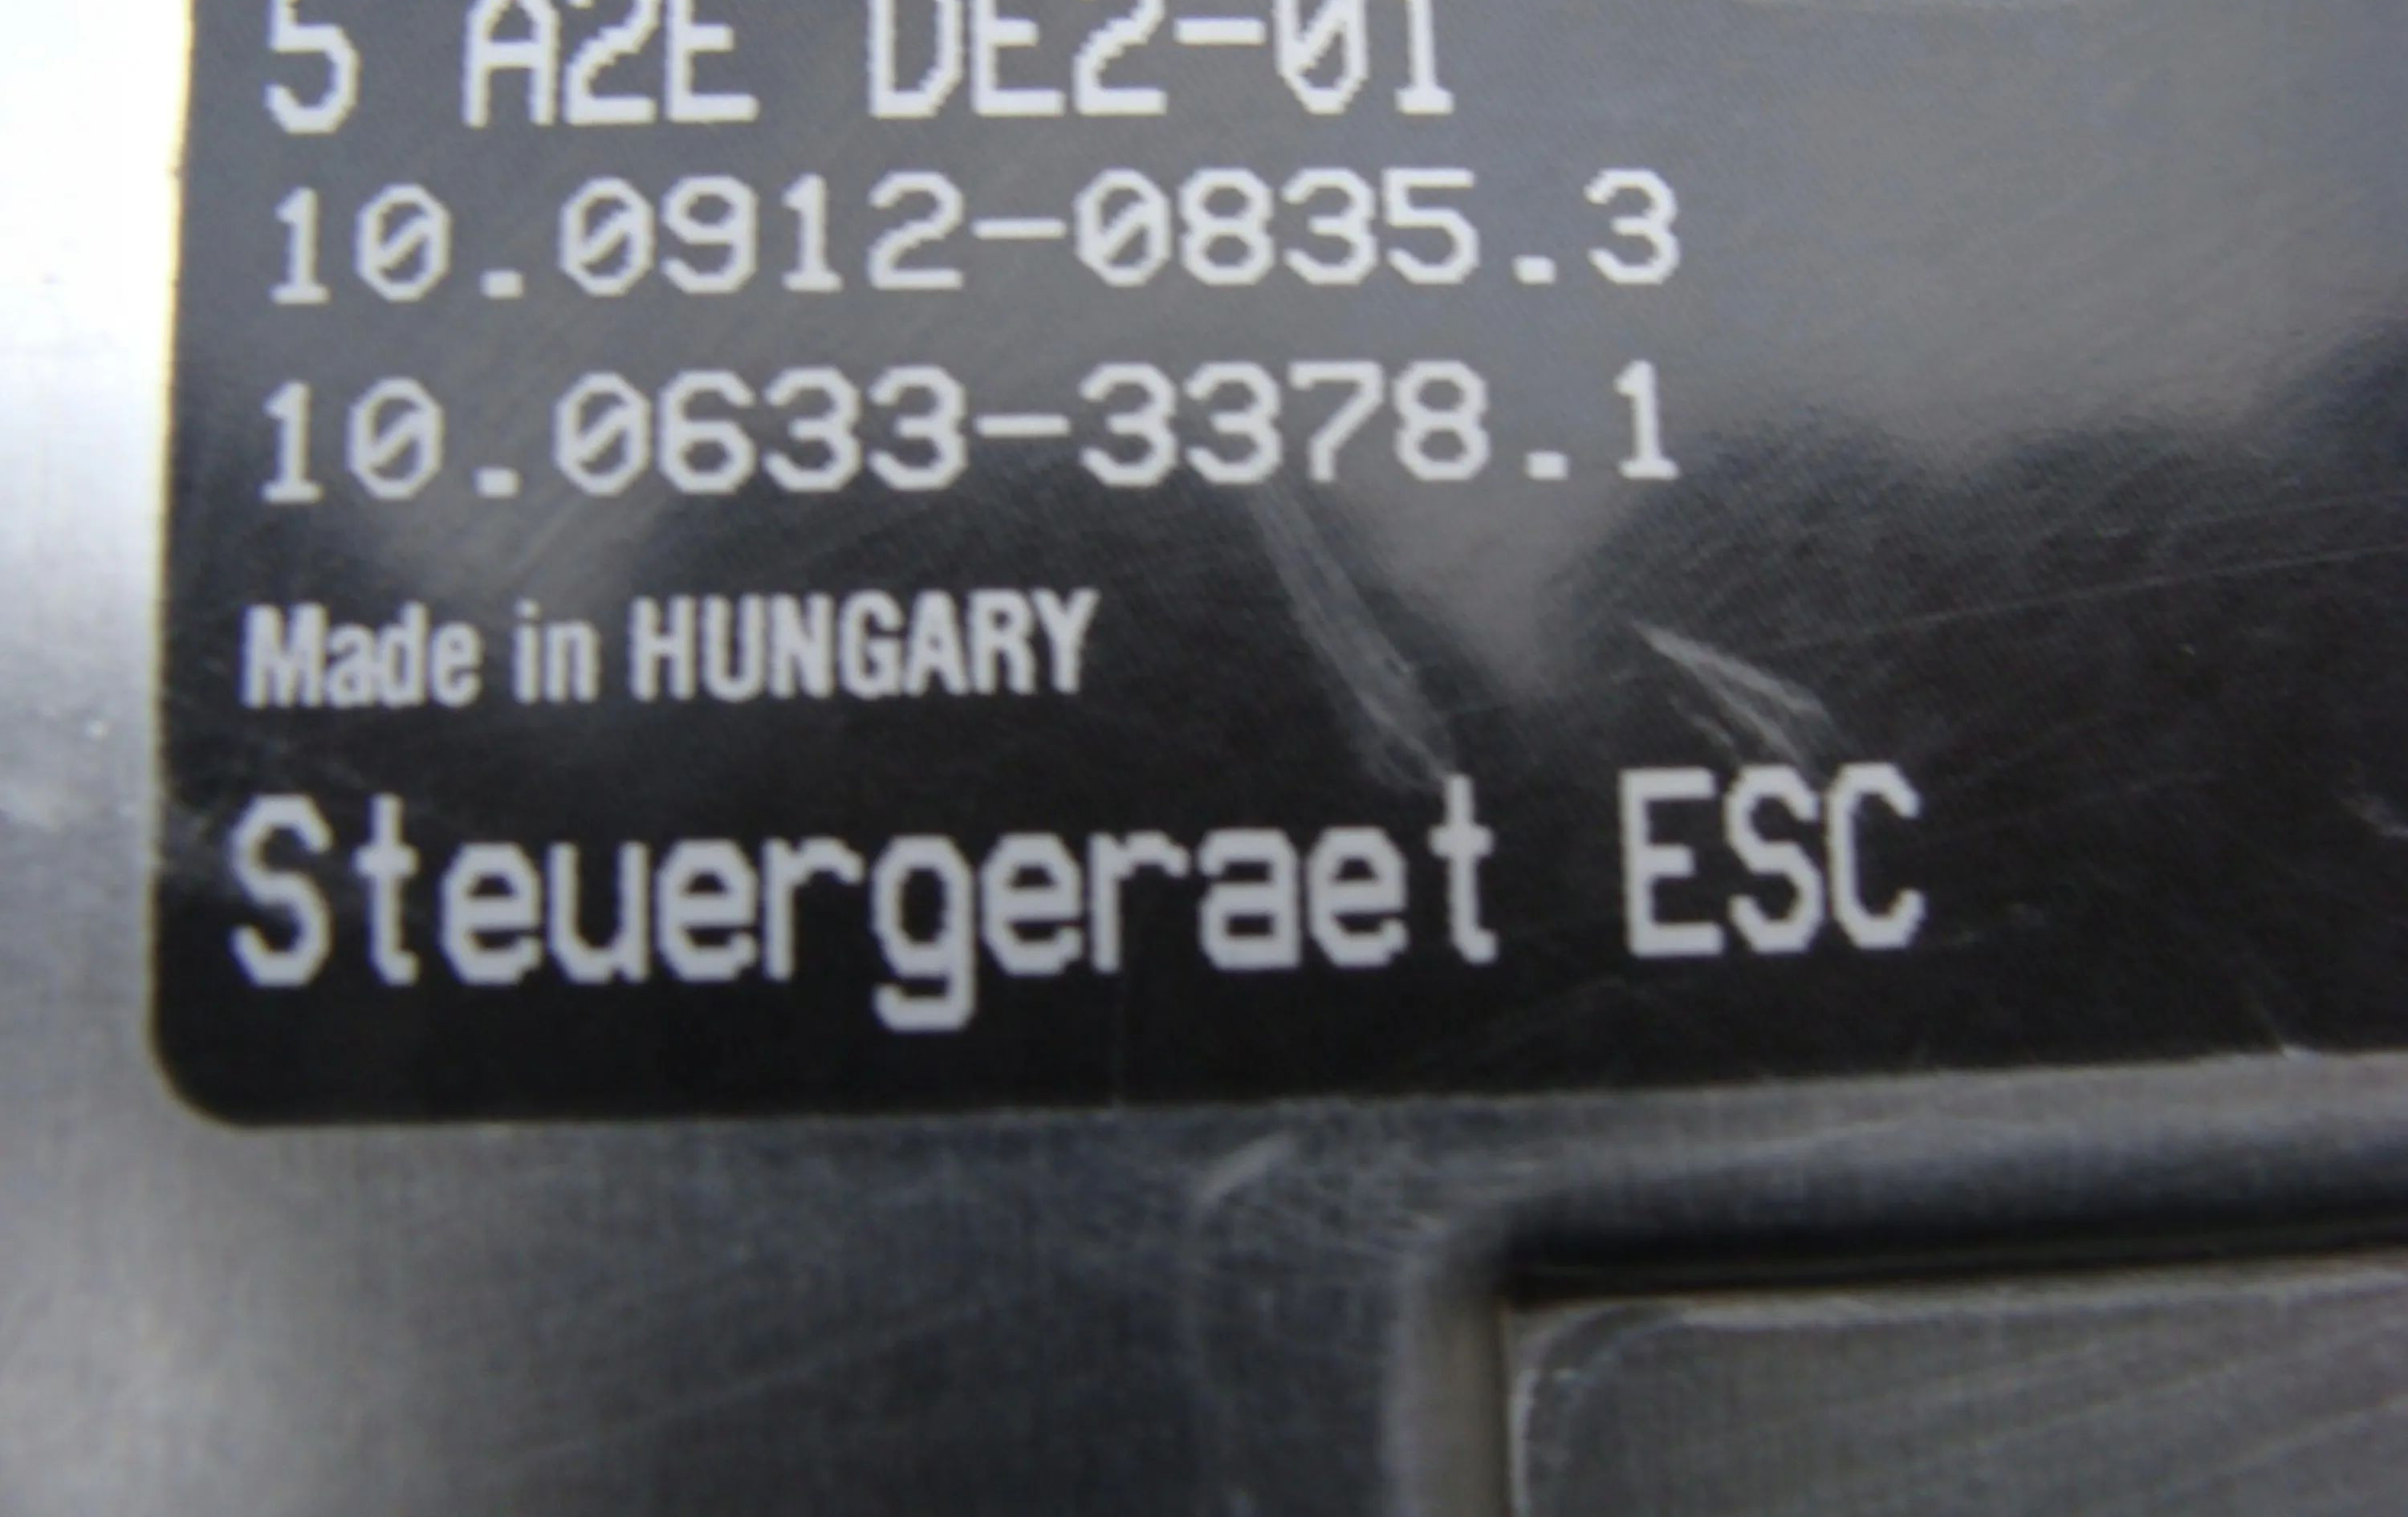 5 A2E DE2-01
10.0912-0835.3
10.0633-3378.1
Made in HUNGARY
Steuergeraet ESC